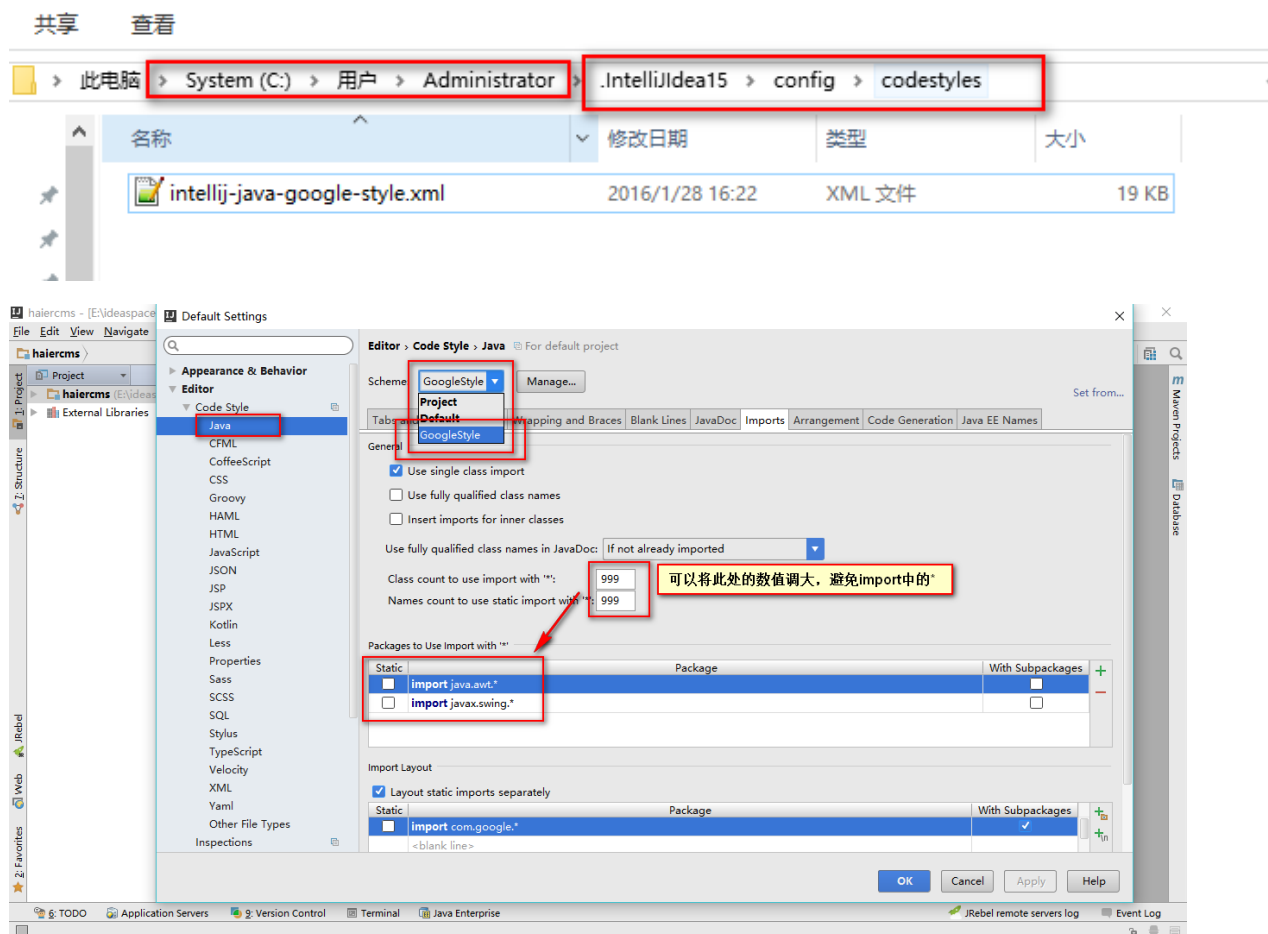 共享 查看
此电脑 › System (C:) › 用户 › Administrator › .IntelliJIdea15 › config › codestyles
名称 修改日期 类型 大小
intellij-java-google-style.xml 2016/1/28 16:22 XML 文件 19 KB
haiercms - [E:\ideaspace
Default Settings
File Edit View Navigate
haiercms
Project
haiercms (E:\ideas
External Libraries
1: Project
7: Structure
JRebel
Web
2: Favorites
Appearance & Behavior
Editor
Code Style
Java
CFML
CoffeeScript
CSS
Groovy
HAML
HTML
JavaScript
JSON
JSP
JSPX
Kotlin
Less
Properties
Sass
SCSS
SQL
Stylus
TypeScript
Velocity
XML
Yaml
Other File Types
Inspections
Editor › Code Style › Java For default project
Scheme GoogleStyle Manage...
Project
Default
GoogleStyle
Set from...
Tabs and Wrapping and Braces Blank Lines JavaDoc Imports Arrangement Code Generation Java EE Names
General
Use single class import
Use fully qualified class names
Insert imports for inner classes
Use fully qualified class names in JavaDoc: If not already imported
Class count to use import with '*': 999
Names count to use static import with '*': 999
可以将此处的数值调大，避免import中的*
Packages to Use Import with '*'
Static Package With Subpackages
import java.awt.*
import javax.swing.*
Import Layout
Layout static imports separately
Static Package With Subpackages
import com.google.*
<blank line>
OK Cancel Apply Help
Maven Projects
Database
6: TODO Application Servers 9: Version Control Terminal Java Enterprise JRebel remote servers log Event Log